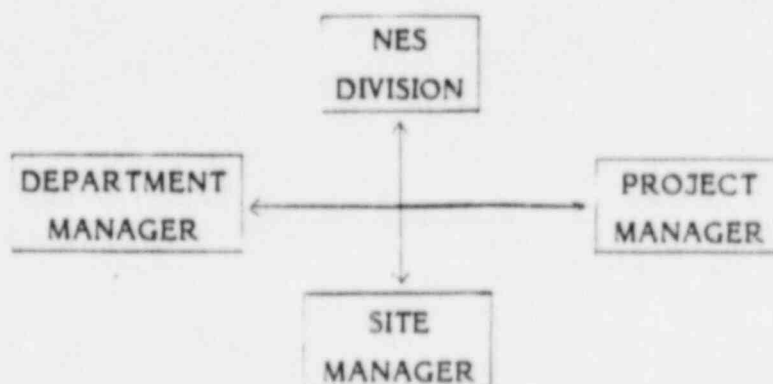 NES
DIVISION
DEPARTMENT
MANAGER
PROJECT
MANAGER
SITE
MANAGER